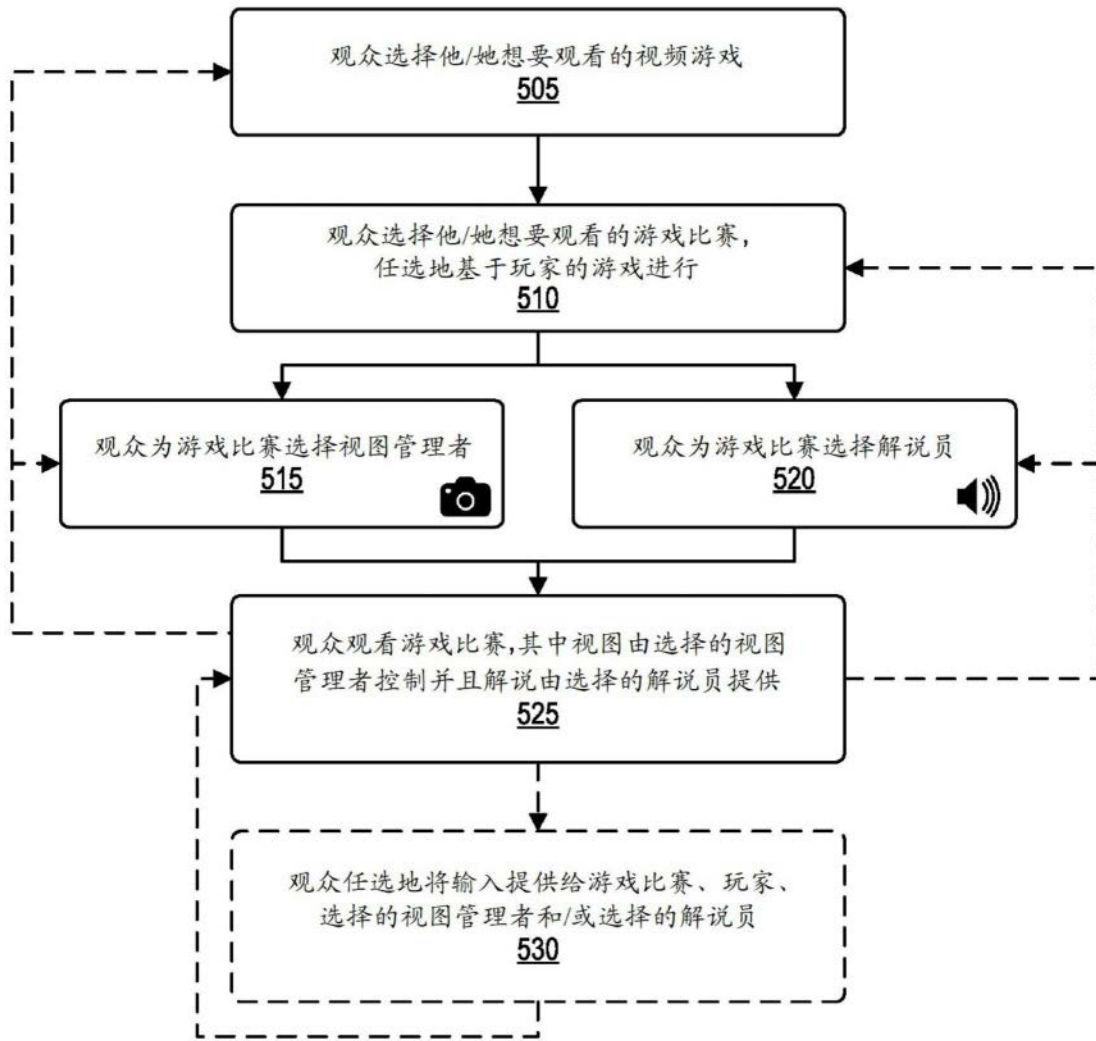 观众选择他/她想要观看的视频游戏
505
观众选择他/她想要观看的游戏比赛，
任选地基于玩家的游戏进行
510
观众为游戏比赛选择视图管理者
515
观众为游戏比赛选择解说员
520
观众观看游戏比赛,其中视图由选择的视图
管理者控制并且解说由选择的解说员提供
525
观众任选地将输入提供给游戏比赛、玩家、
选择的视图管理者和/或选择的解说员
530